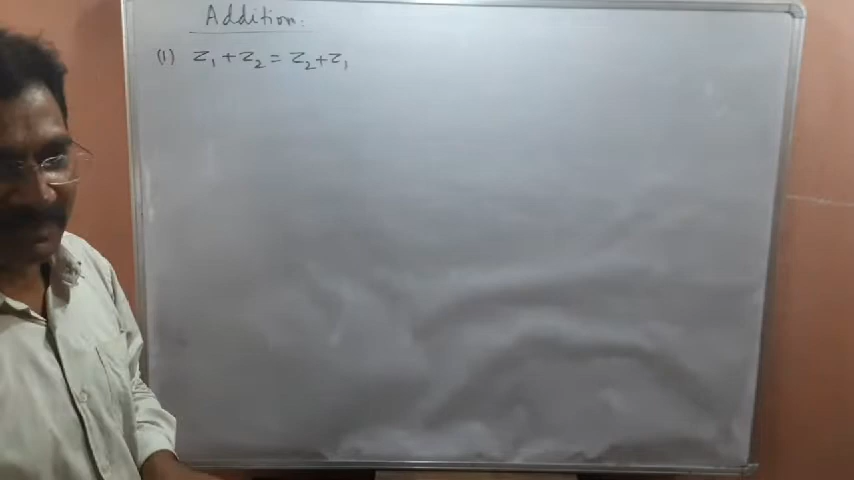 Addition:
(1) z₁ + z₂ = z₂ + z₁